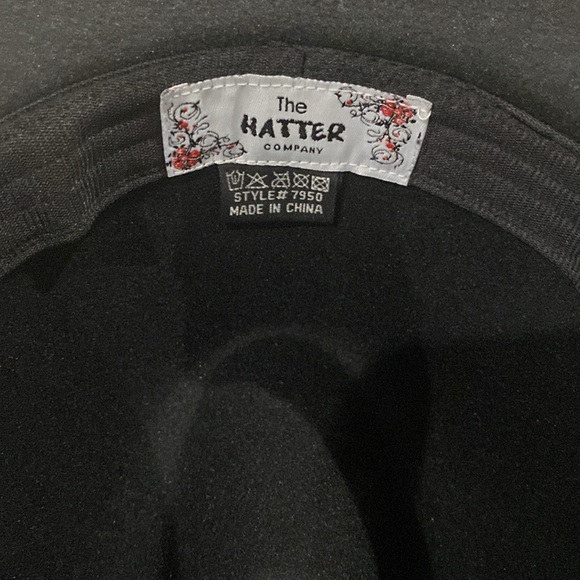 The
HATTER
COMPANY
STYLE# 7950
MADE IN CHINA